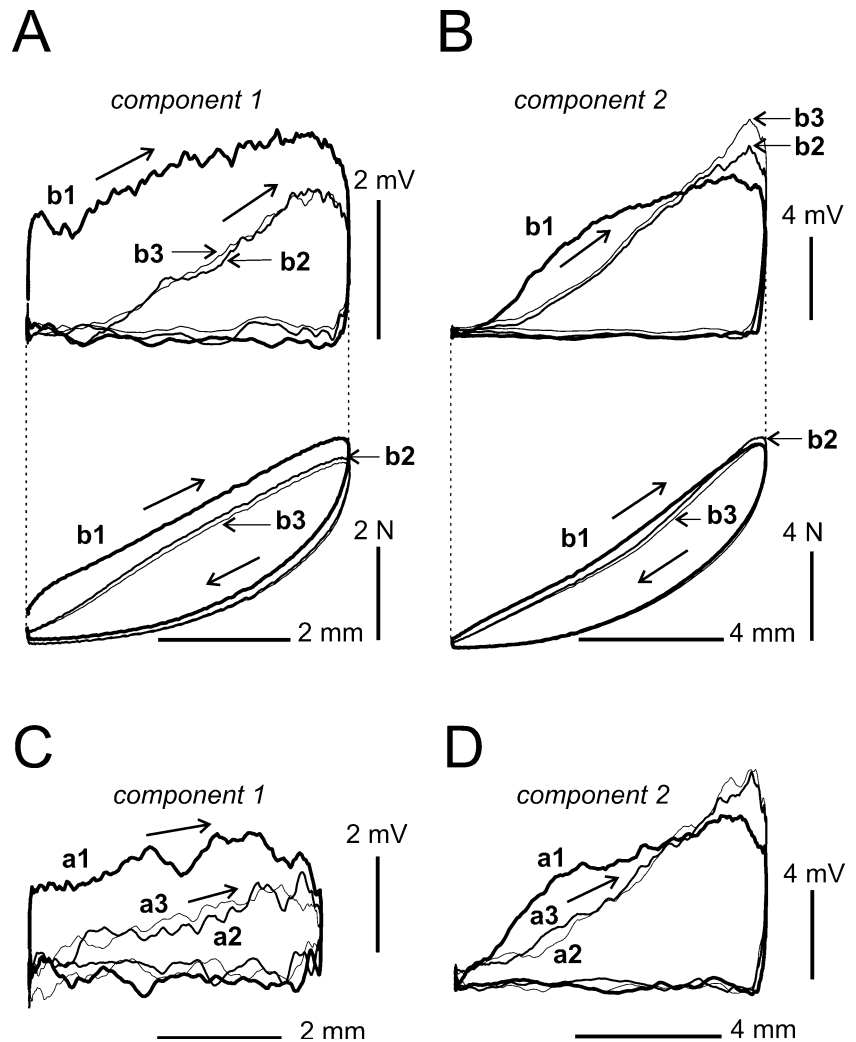 A
B
component 1
component 2
b3
b2
2 mV
b1
b1
4 mV
b3
b2
b2
b2
b1
b3
b1
b3
2 N
4 N
2 mm
4 mm
C
D
component 1
component 2
2 mV
a1
a1
4 mV
a3
a3
a2
a2
2 mm
4 mm